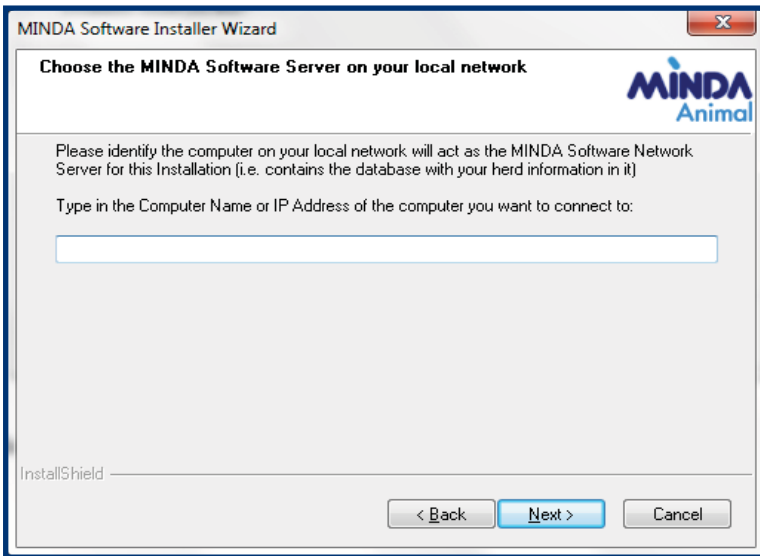 MINDA Software Installer Wizard
Choose the MINDA Software Server on your local network
MINDA
Animal
Please identify the computer on your local network will act as the MINDA Software Network
Server for this Installation (i.e. contains the database with your herd information in it)
Type in the Computer Name or IP Address of the computer you want to connect to:
InstallShield
< Back Next > Cancel